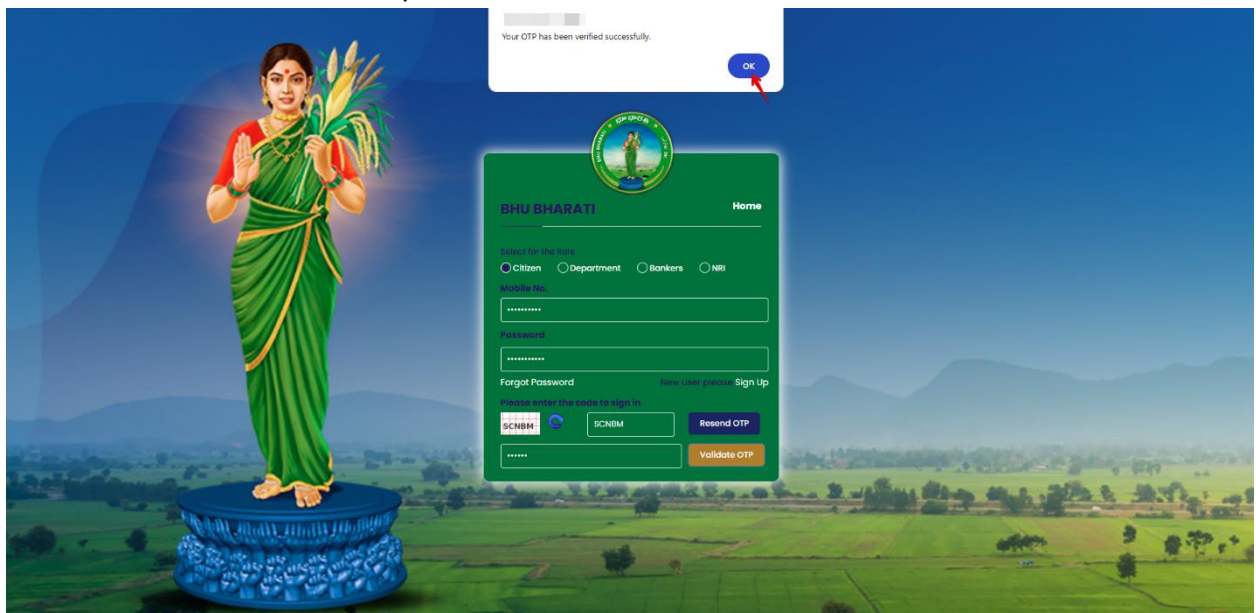 Your OTP has been verified successfully.
OK
BHU BHARATI
BHU BHARATI
Home
Select for the Role
Citizen Department Bankers NRI
Mobile No.
Password
Forgot Password New user please Sign Up
Please enter the code to sign in
SCNBM SCNBM Resend OTP
Validate OTP